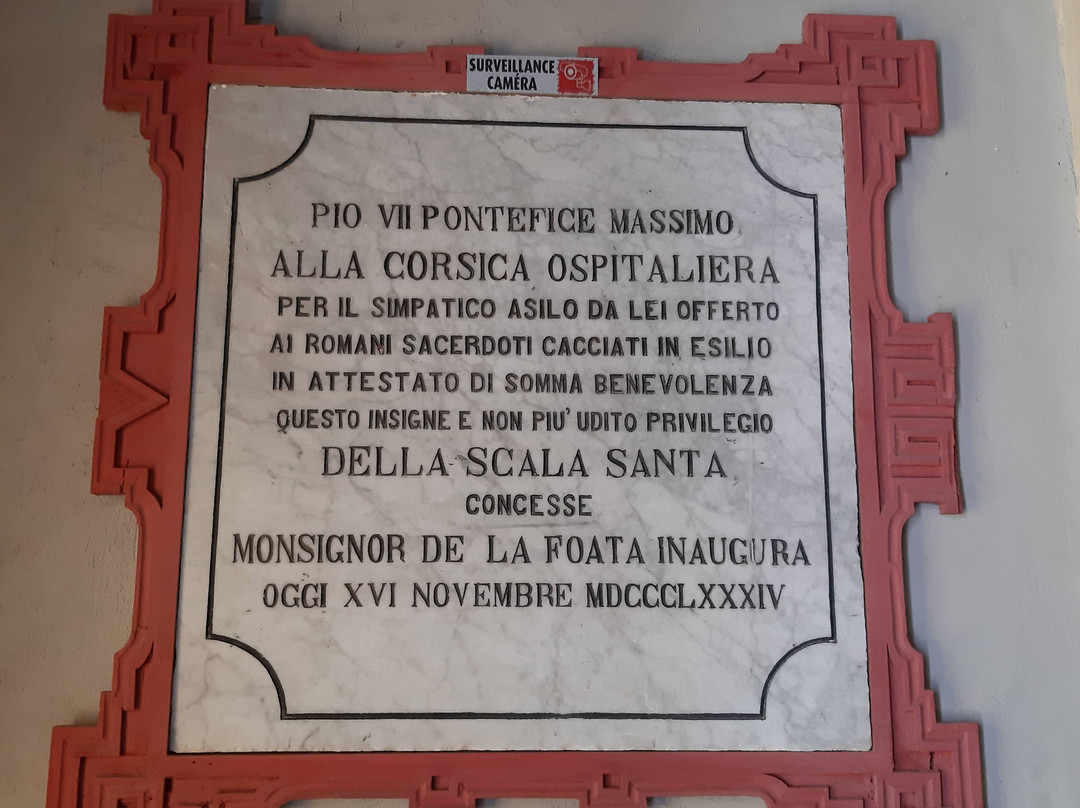 SURVEILLANCE
CAMÉRA
PIO VII PONTEFICE MASSIMO
ALLA CORSICA OSPITALIERA
PER IL SIMPATICO ASILO DA LEI OFFERTO
AI ROMANI SACERDOTI CACCIATI IN ESILIO
IN ATTESTATO DI SOMMA BENEVOLENZA
QUESTO INSIGNE E NON PIU' UDITO PRIVILEGIO
DELLA SCALA SANTA
CONCESSE
MONSIGNOR DE LA FOATA INAUGURA
OGGI XVI NOVEMBRE MDCCCLXXXIV